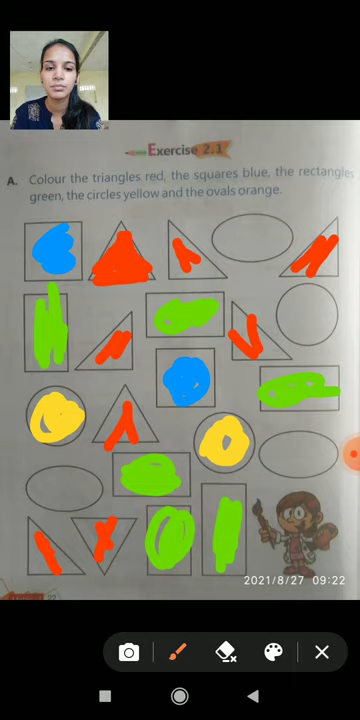 Exercise 2.1
A. Colour the triangles red, the squares blue, the rectangles
green, the circles yellow and the ovals orange.
2021/8/27 09:22
22